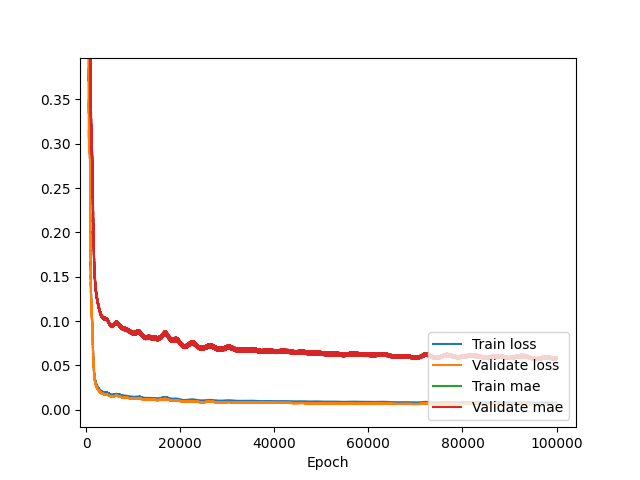 0.35
0.30
0.25
0.20
0.15
0.10
0.05
0.00
Train loss
Validate loss
Train mae
Validate mae
0 20000 40000 60000 80000 100000
Epoch